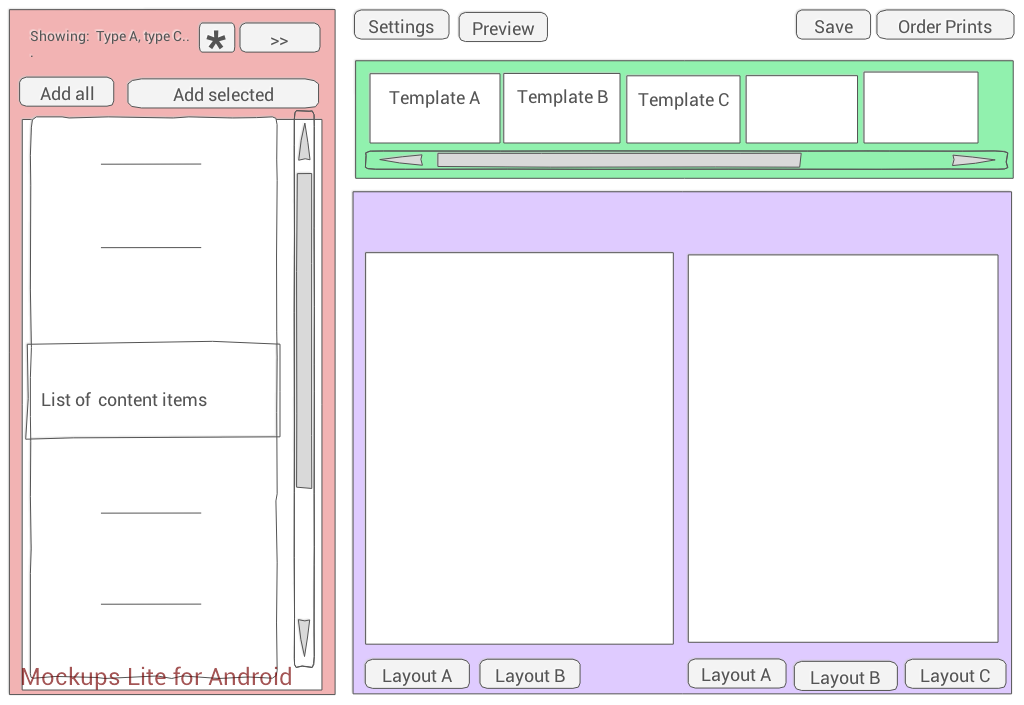 Showing:  Type A, type C..
.
*
>>
Settings
Preview
Save
Order Prints
Add all
Add selected
Template A
Template B
Template C
List of  content items
Mockups Lite for Android
Layout A
Layout B
Layout A
Layout B
Layout C